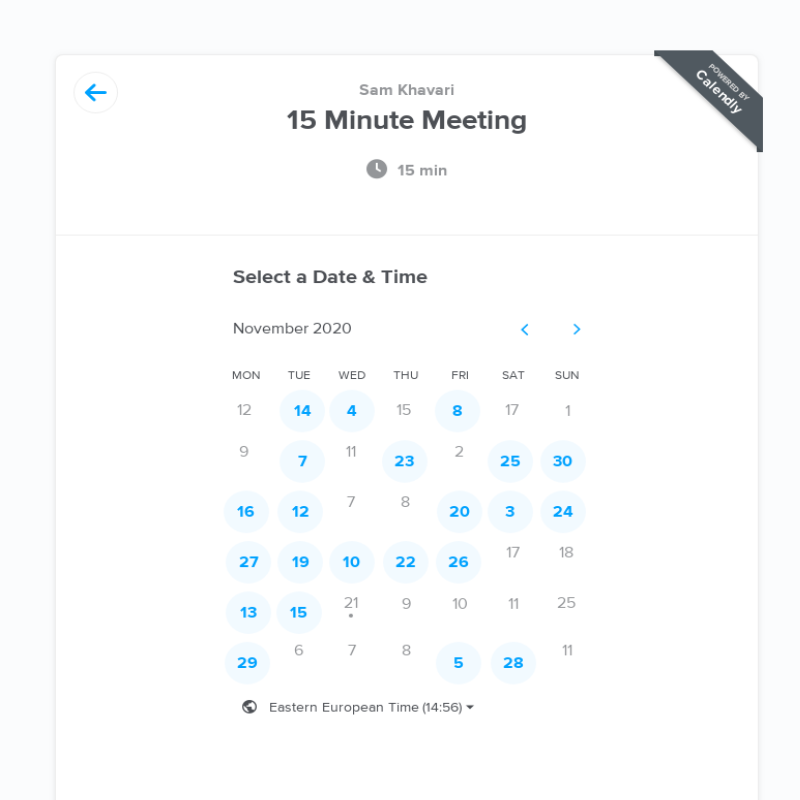 POWERED BY
Calendly
Sam Khavari
15 Minute Meeting
15 min
Select a Date & Time
November 2020
MON TUE WED THU FRI SAT SUN
12 14 4 15 8 17 1
9 7 11 23 2 25 30
16 12 7 8 20 3 24
27 19 10 22 26 17 18
13 15 21 9 10 11 25
29 6 7 8 5 28 11
Eastern European Time (14:56)